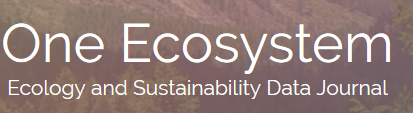 One Ecosystem
Ecology and Sustainability Data Journal